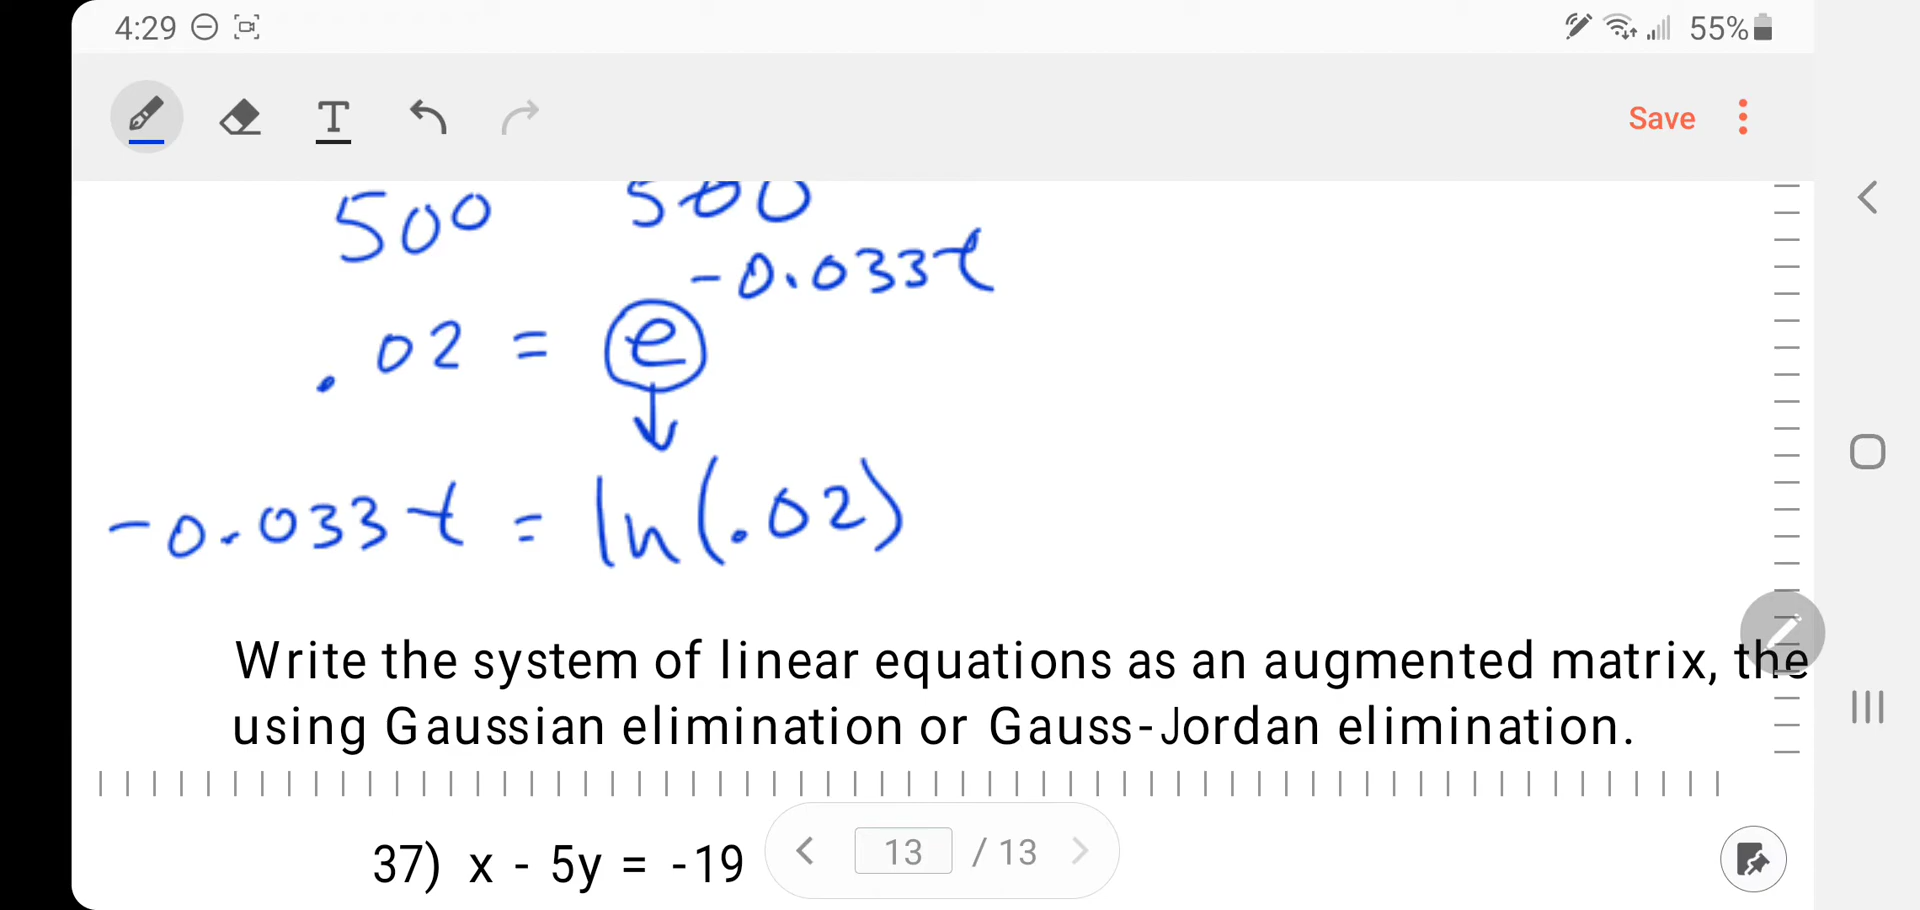 4:29 55%
T Save
500 500
.02 = e -0.033t
-0.033t = ln(.02)
Write the system of linear equations as an augmented matrix, the
using Gaussian elimination or Gauss-Jordan elimination.
37) x - 5y = -19
13 / 13